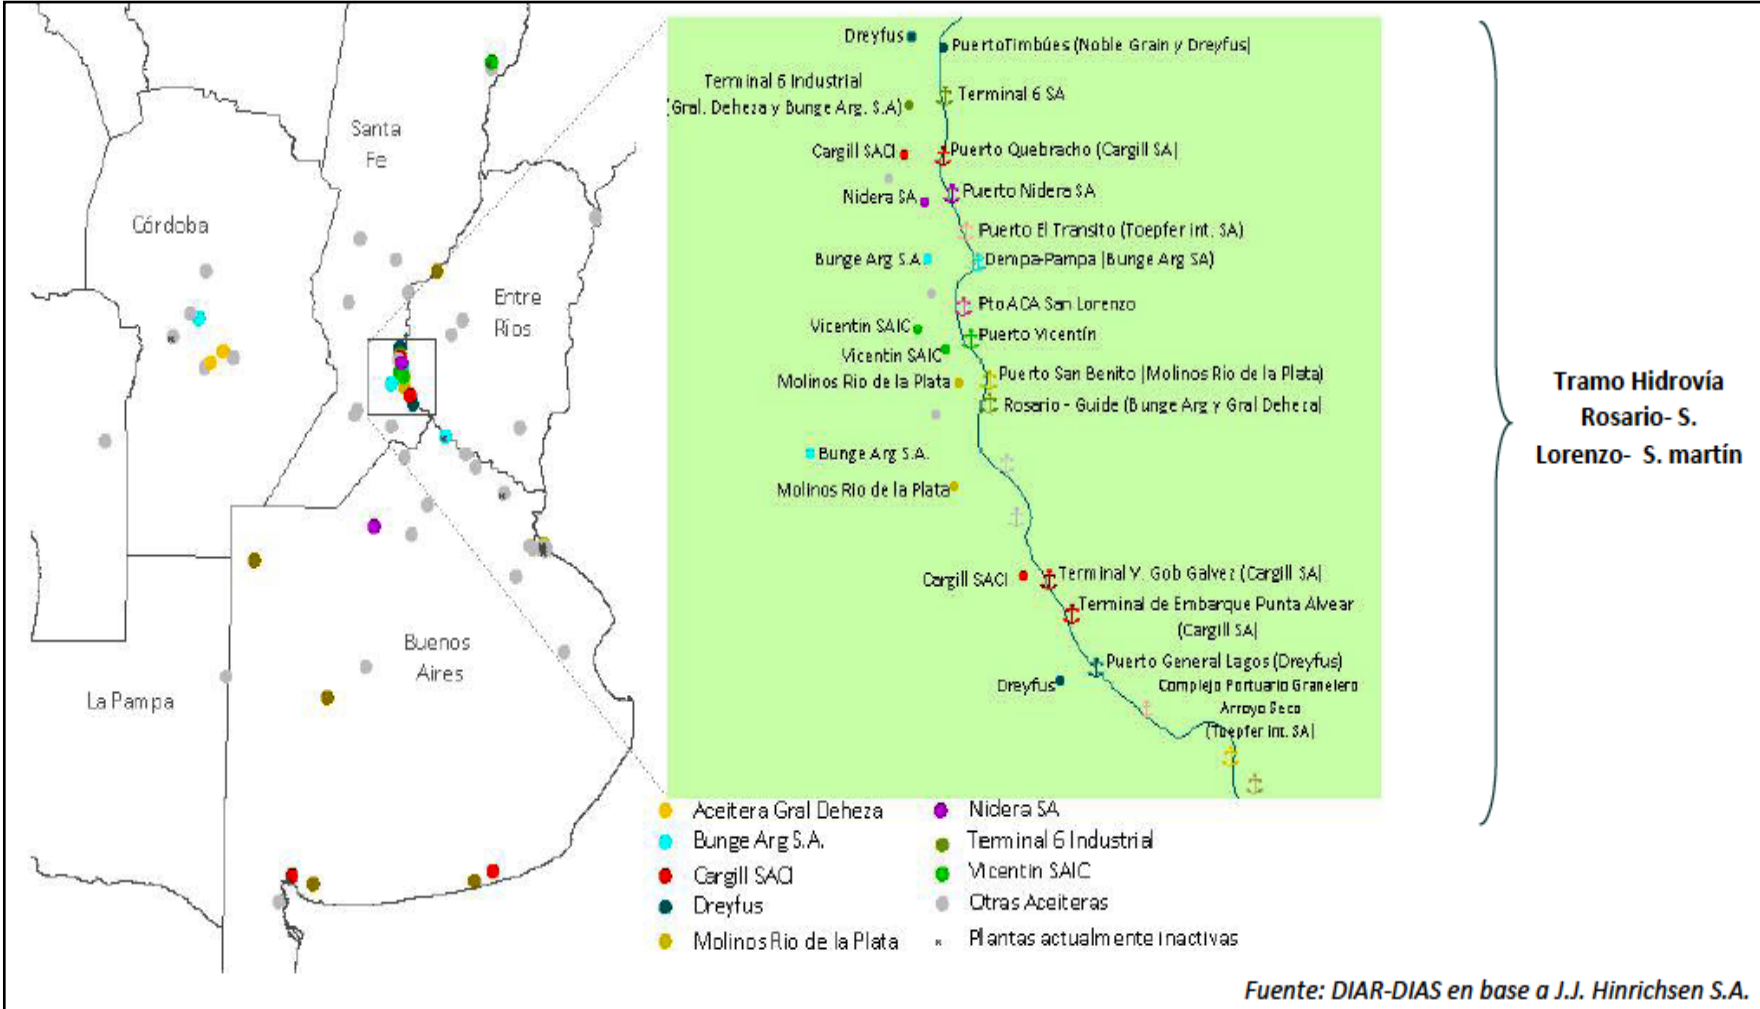 Santa
Fe
Córdoba
Entre
Ríos
Buenos
Aires
La Pampa
Dreyfus
PuertoTimbúes (Noble Grain y Dreyfus|
Terminal 6 Industrial
(Gral. Deheza y Bunge Arg. S.A)
Terminal 6 SA
Cargill SACI
Puerto Quebracho (Cargill SA|
Nidera SA
Puerto Nidera SA
Puerto El Transito (Toepfer int. SA)
Bunge Arg S.A
Dempa-Pampa |Bunge Arg SA)
Pto ACA San Lorenzo
Vicentin SAIC
Puerto Vicentín
Vicentin SAIC
Molinos Rio de la Plata
Puerto San Benito |Molinos Rio de la Plata)
Rosario - Guide (Bunge Arg y Gral Deheza|
Bunge Arg S.A.
Molinos Rio de la Plata
Cargill SACI
Terminal V. Gob Galvez (Cargill SA|
Terminal de Embarque Punta Alvear
(Cargill SA|
Puerto General Lagos (Dreyfus)
Dreyfus
Complejo Portuario Granelero
Arroyo Seco
(Toepfer int. SA|
Tramo Hidrovía
Rosario- S.
Lorenzo- S. martín
Aceitera Gral Deheza
Bunge Arg S.A.
Cargill SACI
Dreyfus
Molinos Rio de la Plata
Nidera SA
Terminal 6 Industrial
Vicentin SAIC
Otras Aceiteras
Plantas actualmente inactivas
Fuente: DIAR-DIAS en base a J.J. Hinrichsen S.A.